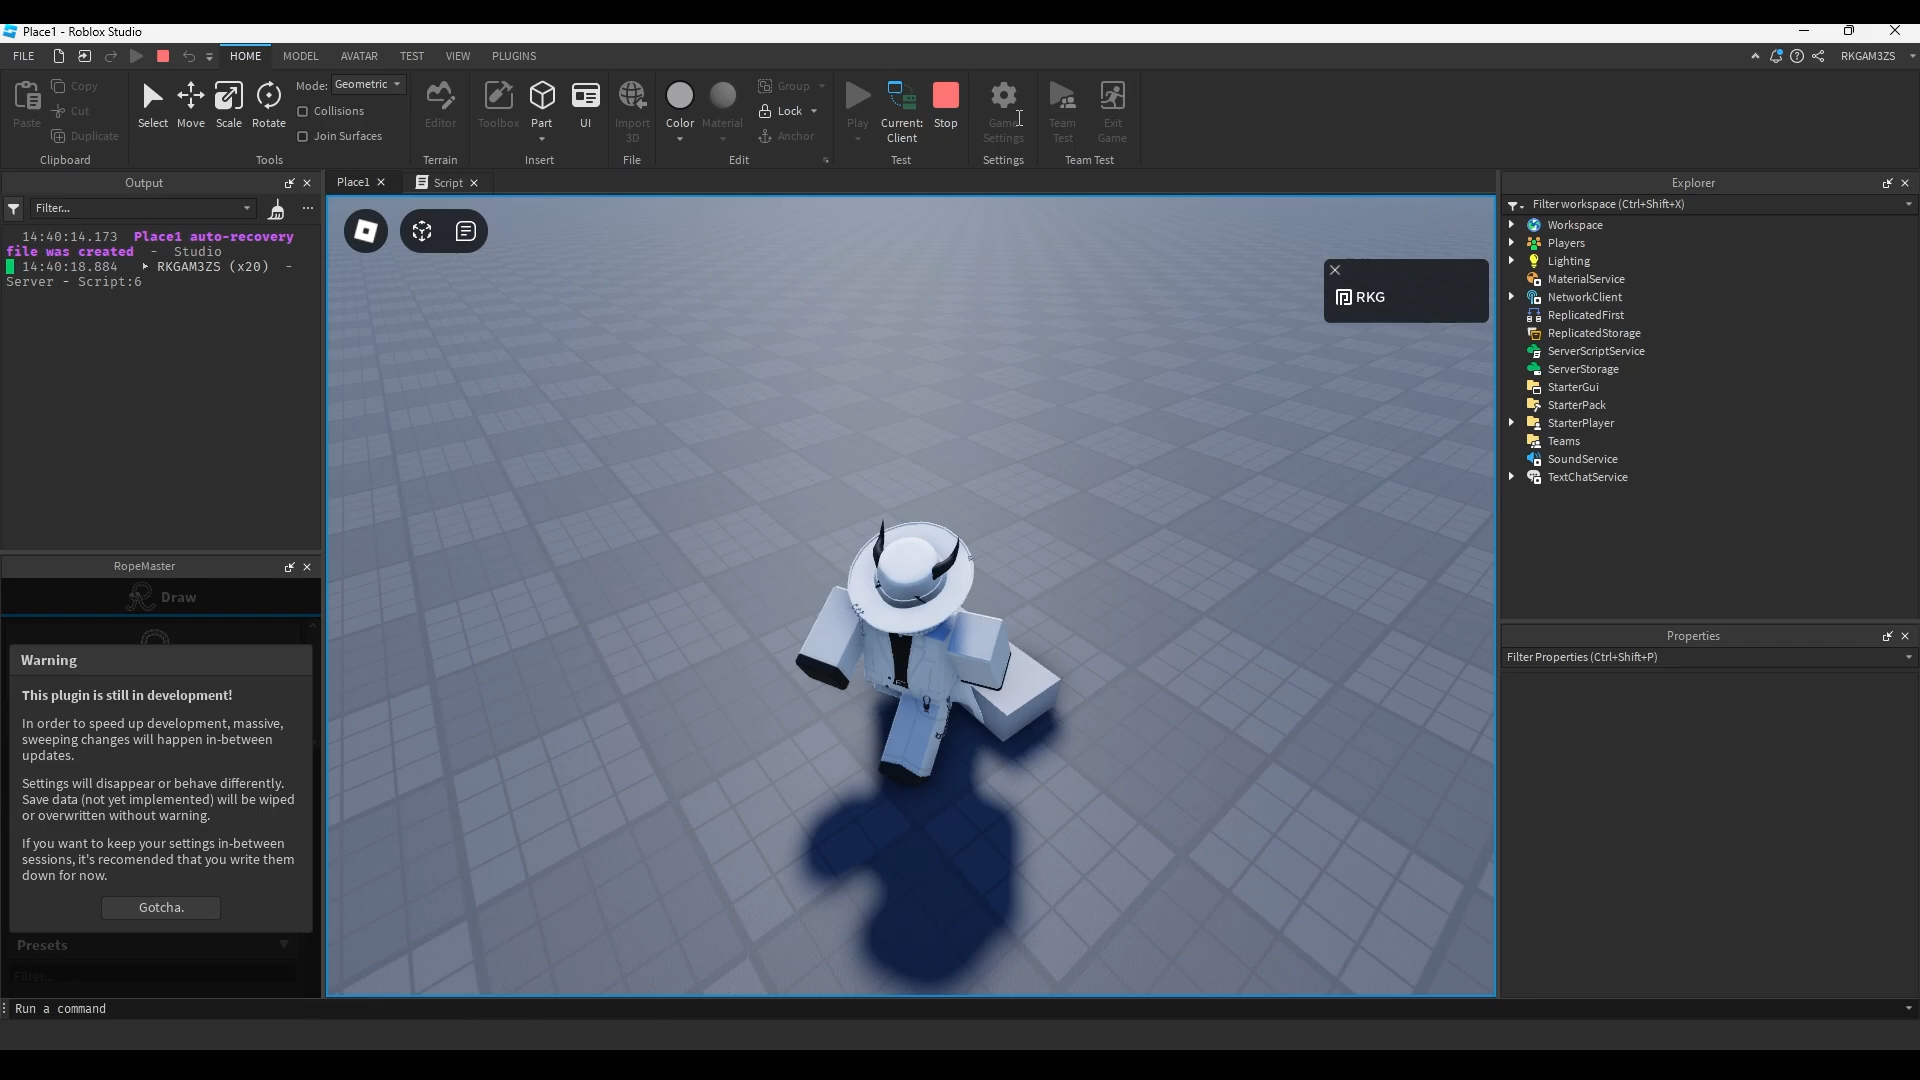 Place1 - Roblox Studio
FILE
HOME
MODEL
AVATAR
TEST
VIEW
PLUGINS
RKGAM3ZS
Paste
Copy
Cut
Duplicate
Clipboard
Select
Move
Scale
Rotate
Mode: Geometric
Collisions
Join Surfaces
Tools
Editor
Terrain
Toolbox
Part
UI
Insert
Import
3D
File
Color
Material
Group
Lock
Anchor
Edit
Play
Current:
Client
Stop
Test
Game
Settings
Settings
Team
Test
Exit
Game
Team Test
Output
Filter...
14:40:14.173 Place1 auto-recovery
file was created - Studio
14:40:18.884 ▶ RKGAM3ZS (x20) -
Server - Script:6
Place1
Script
RKG
Explorer
Filter workspace (Ctrl+Shift+X)
Workspace
Players
Lighting
MaterialService
NetworkClient
ReplicatedFirst
ReplicatedStorage
ServerScriptService
ServerStorage
StarterGui
StarterPack
StarterPlayer
Teams
SoundService
TextChatService
Properties
Filter Properties (Ctrl+Shift+P)
RopeMaster
Draw
Warning
This plugin is still in development!
In order to speed up development, massive,
sweeping changes will happen in-between
updates.
Settings will disappear or behave differently.
Save data (not yet implemented) will be wiped
or overwritten without warning.
If you want to keep your settings in-between
sessions, it's recomended that you write them
down for now.
Gotcha.
Presets
Filter...
Run a command